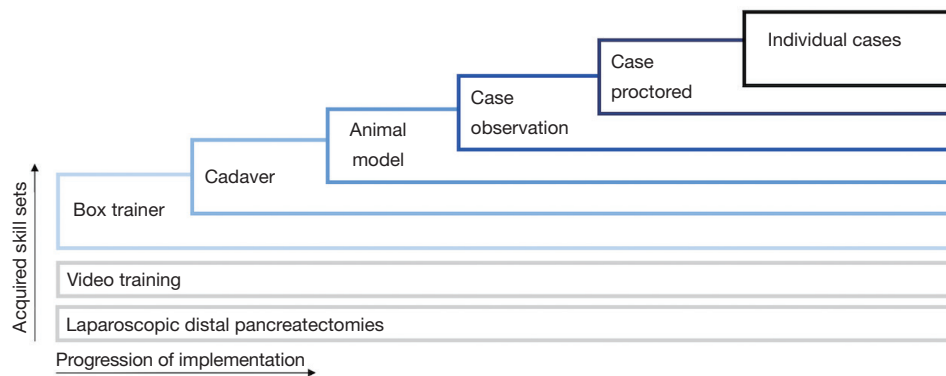 Individual cases
Case
proctored
Case
observation
Animal
model
Cadaver
Box trainer
Video training
Laparoscopic distal pancreatectomies
Acquired skill sets
Progression of implementation